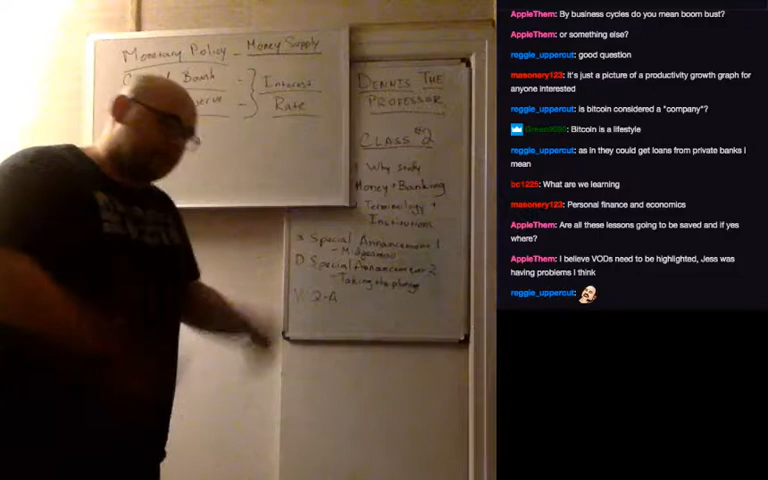 Monetary Policy - Money Supply
Bank - Interest
- Rate
DENNIS THE
PROFESSOR
CLASS #2
Why Study
Money + Banking
Terminology +
Institutions
Special Announcement 1
Special Announcement 2
- Taking the plunge
Q-A
AppleThem: By business cycles do you mean boom bust?
AppleThem: or something else?
reggie_uppercut: good question
masonery123: it's just a picture of a productivity growth graph for
anyone interested
reggie_uppercut: is bitcoin considered a "company"?
Bitcoin is a lifestyle
reggie_uppercut: as in they could get loans from private banks i
mean
bc1225: What are we learning
masonery123: Personal finance and economics
AppleThem: Are all these lessons going to be saved and if yes
where?
AppleThem: I believe VODs need to be highlighted, Jess was
having problems I think
reggie_uppercut: